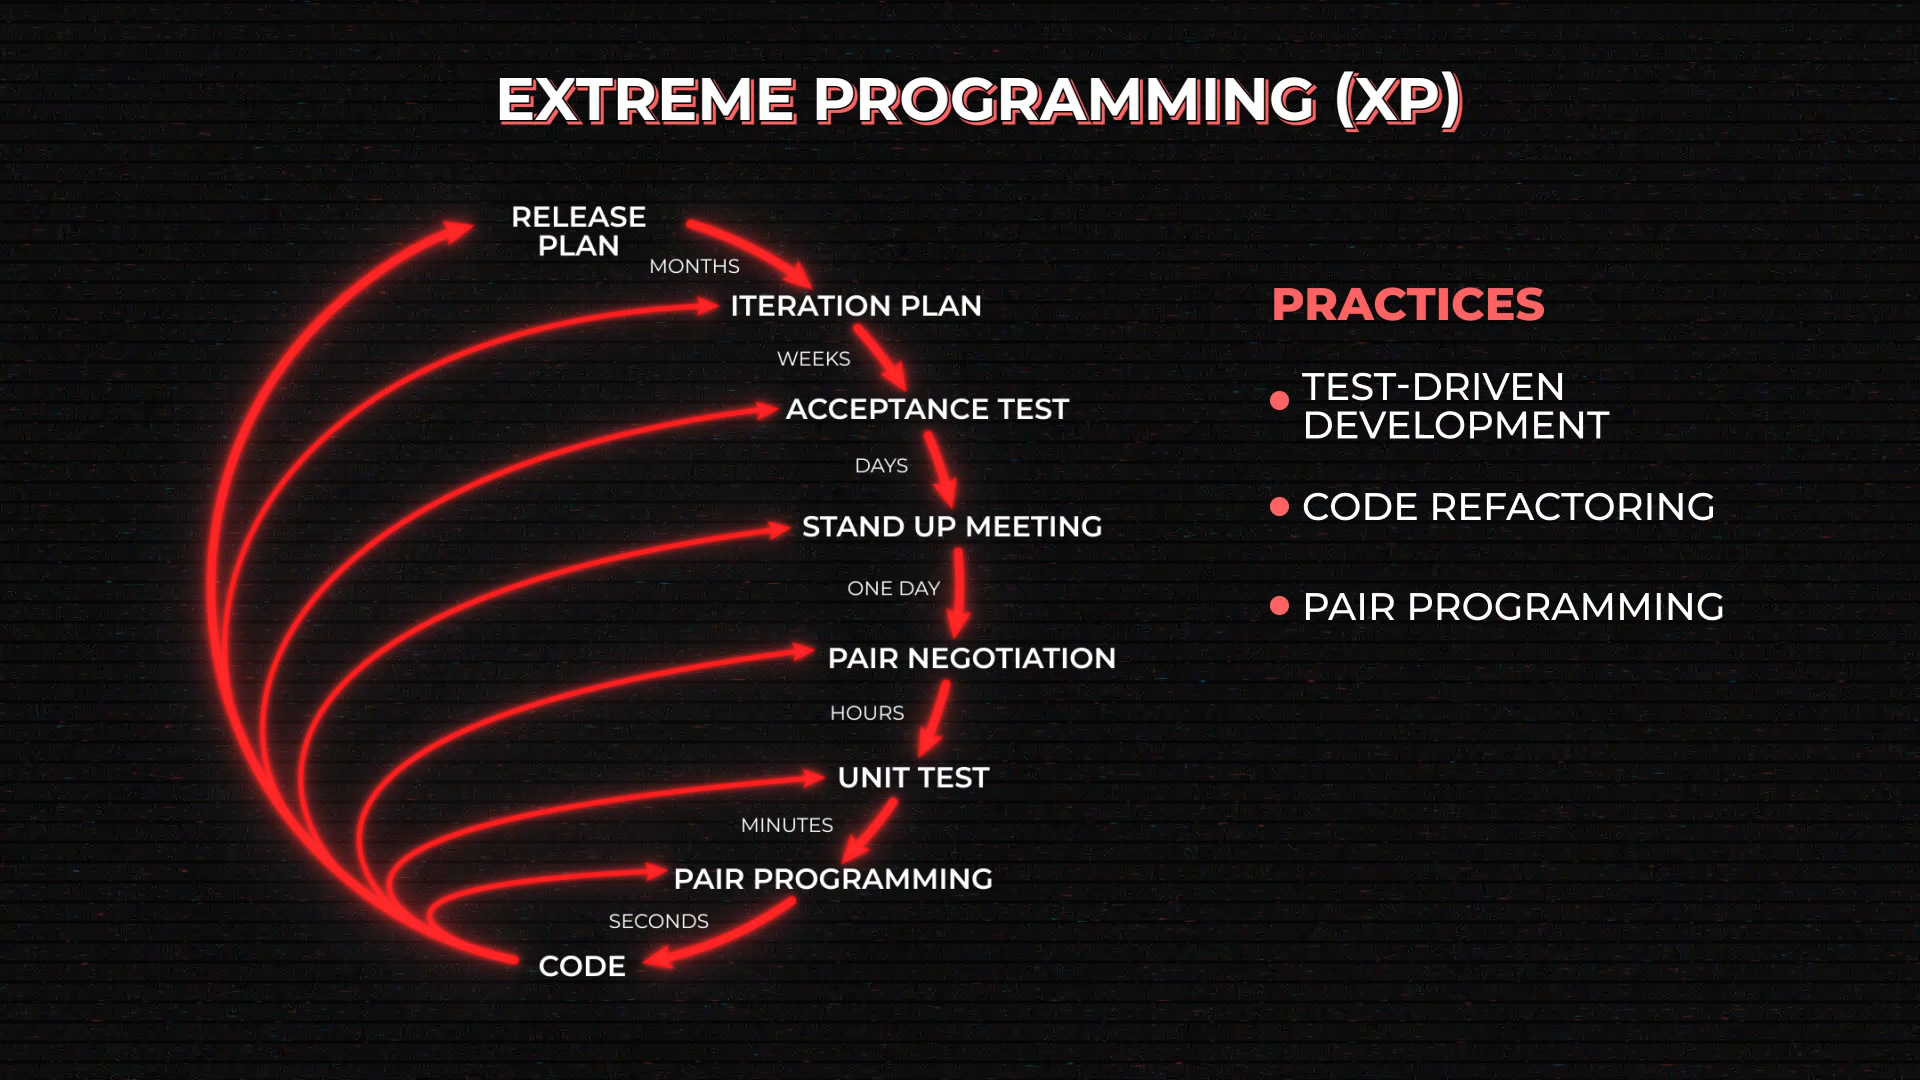 EXTREME PROGRAMMING (XP)
RELEASE
PLAN
MONTHS
ITERATION PLAN
WEEKS
ACCEPTANCE TEST
DAYS
STAND UP MEETING
ONE DAY
PAIR NEGOTIATION
HOURS
UNIT TEST
MINUTES
PAIR PROGRAMMING
SECONDS
CODE
PRACTICES
TEST-DRIVEN
DEVELOPMENT
CODE REFACTORING
PAIR PROGRAMMING